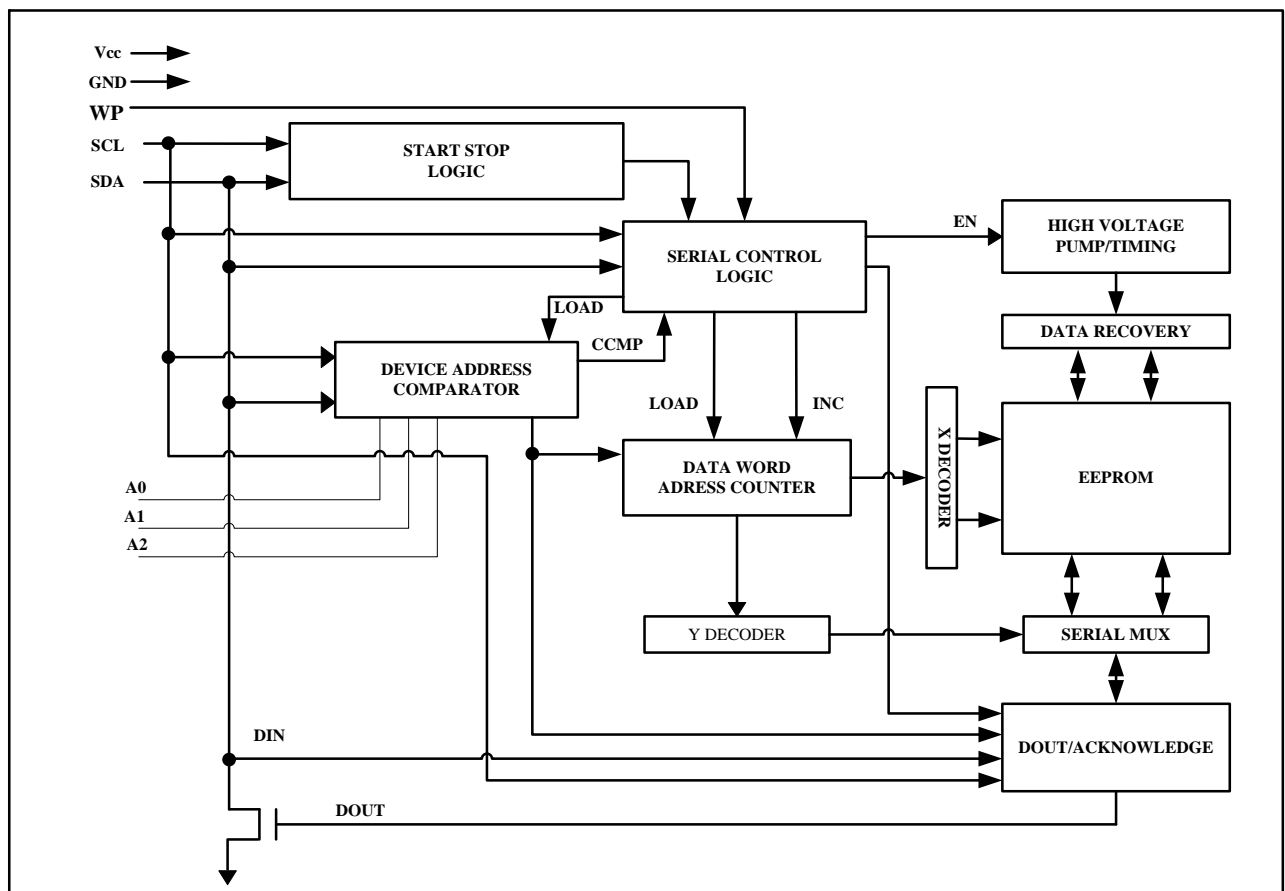 Vcc
GND
WP
SCL
SDA
START STOP
LOGIC
SERIAL CONTROL
LOGIC
EN
HIGH VOLTAGE
PUMP/TIMING
DATA RECOVERY
LOAD
CCMP
DEVICE ADDRESS
COMPARATOR
LOAD
INC
X DECODER
EEPROM
DATA WORD
ADRESS COUNTER
A0
A1
A2
Y DECODER
SERIAL MUX
DIN
DOUT/ACKNOWLEDGE
DOUT